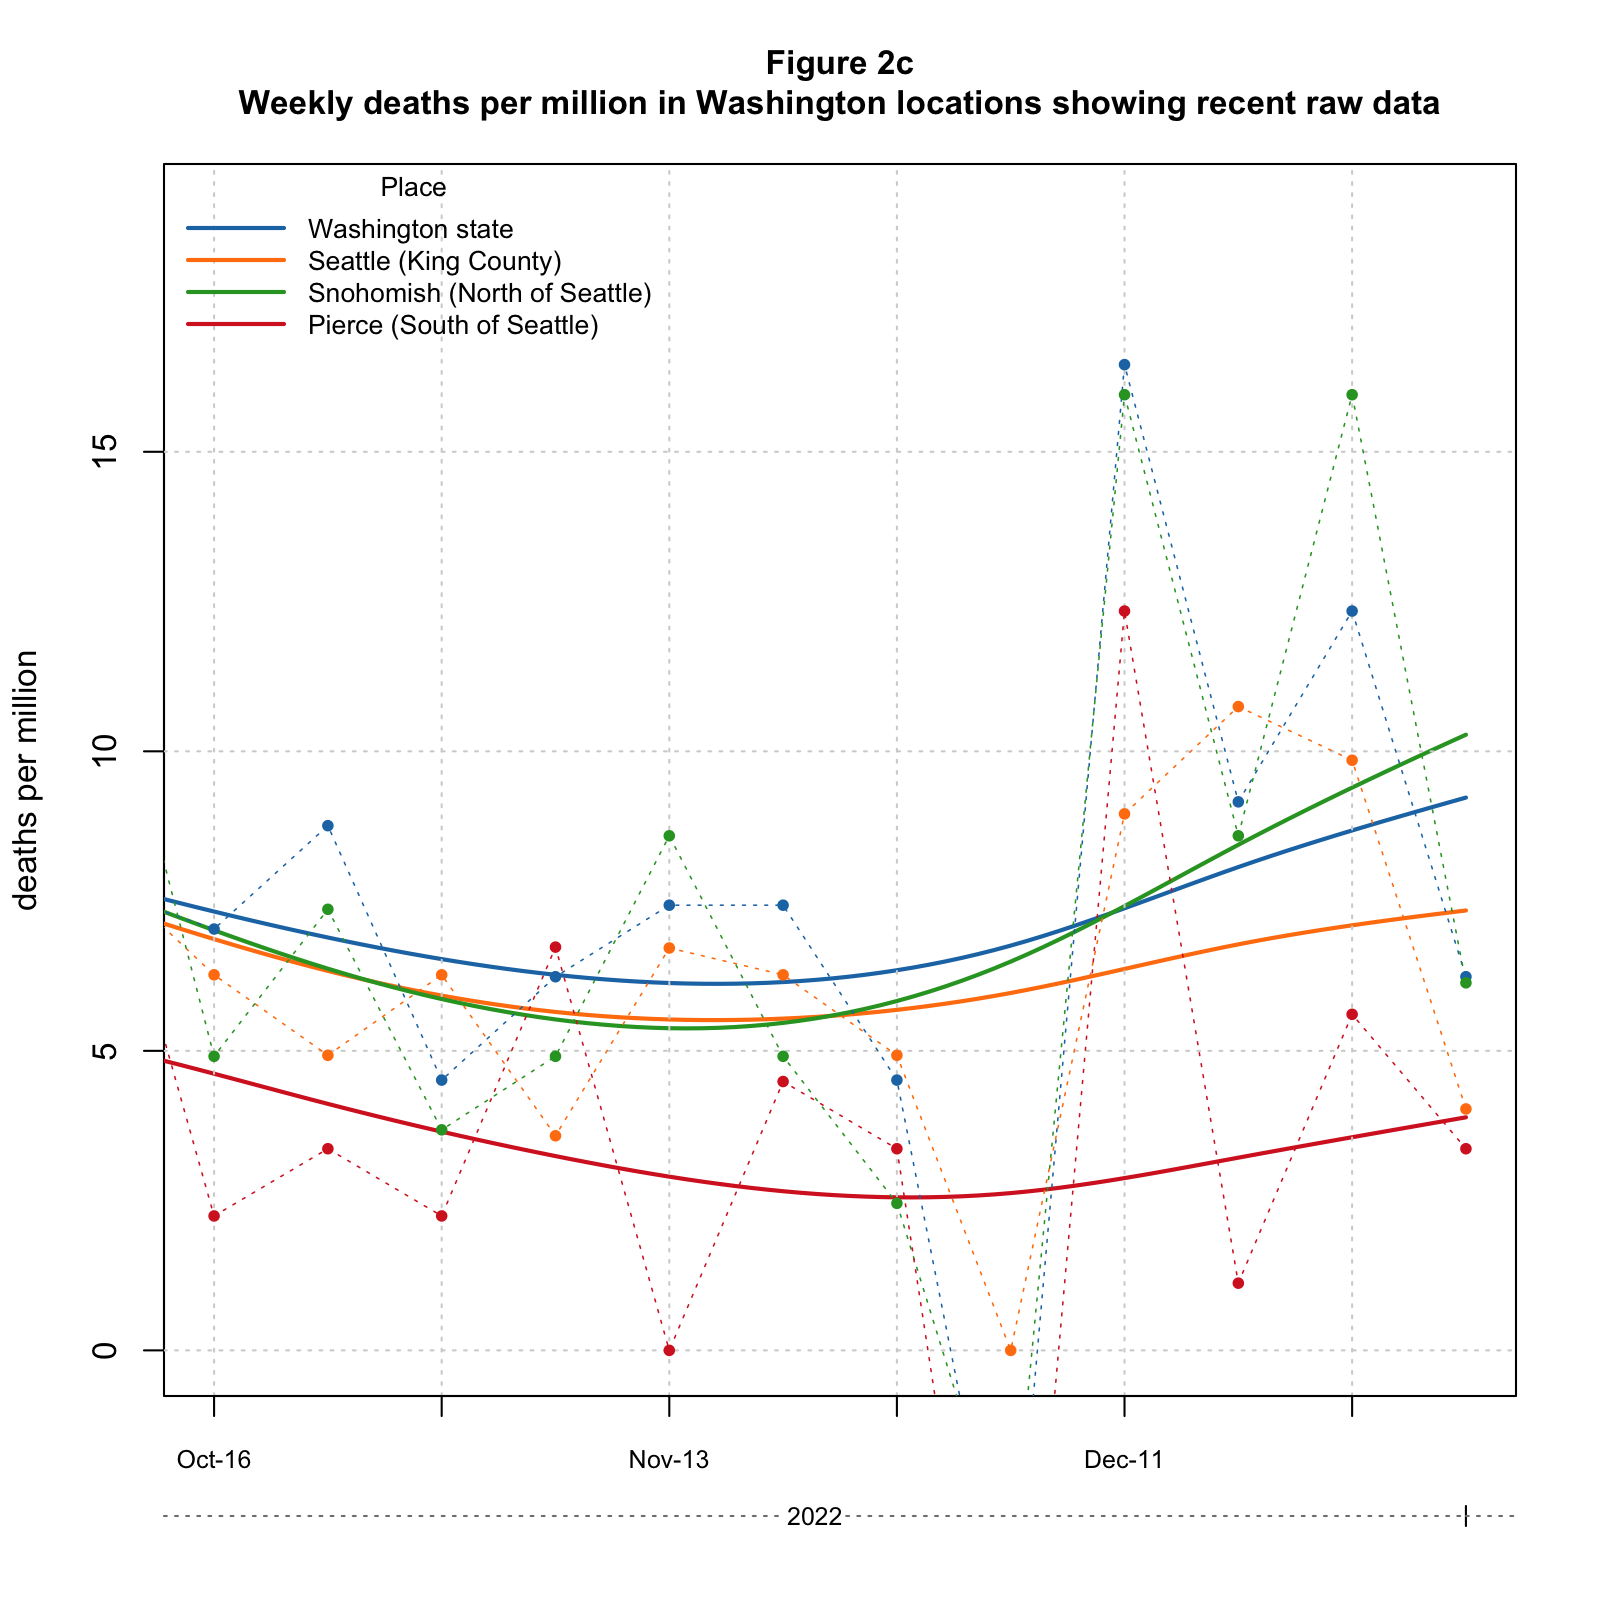 Figure 2c
Weekly deaths per million in Washington locations showing recent raw data
Place
Washington state
Seattle (King County)
Snohomish (North of Seattle)
Pierce (South of Seattle)
deaths per million
15
10
5
0
Oct-16
Nov-13
Dec-11
2022